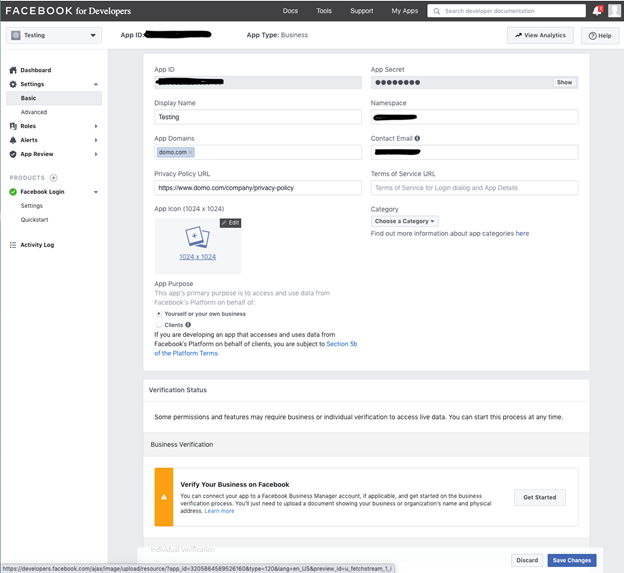 FACEBOOK for Developers
Docs
Tools
Support
My Apps
Search developer documentation
Testing
App ID:
App Type: Business
View Analytics
Help
Dashboard
Settings
Basic
Advanced
Roles
Alerts
App Review
PRODUCTS
Facebook Login
Settings
Quickstart
Activity Log
App ID
App Secret
Show
Display Name
Testing
Namespace
App Domains
domo.com ×
Contact Email
Privacy Policy URL
https://www.domo.com/company/privacy-policy
Terms of Service URL
Terms of Service for Login dialog and App Details
App Icon (1024 x 1024)
Edit
1024 x 1024
Category
Choose a Category
Find out more information about app categories here
App Purpose
This app's primary purpose is to access and use data from
Facebook's Platform on behalf of:
Yourself or your own business
Clients
If you are developing an app that accesses and uses data from
Facebook's Platform on behalf of clients, you are subject to Section 5b
of the Platform Terms.
Verification Status
Some permissions and features may require business or individual verification to access live data. You can start this process at any time.
Business Verification
Verify Your Business on Facebook
You can connect your app to a Facebook Business Manager account, if applicable, and get started on the business
verification process. You'll just need to upload a document showing your business or organization's name and physical
address. Learn more
Get Started
Individual Verification
Discard
Save Changes
https://developers.facebook.com/ajax/image/upload/resource/?app_id=3205864589526160&type=120&lang=en_US&preview_id=u_fetchstream_1_i